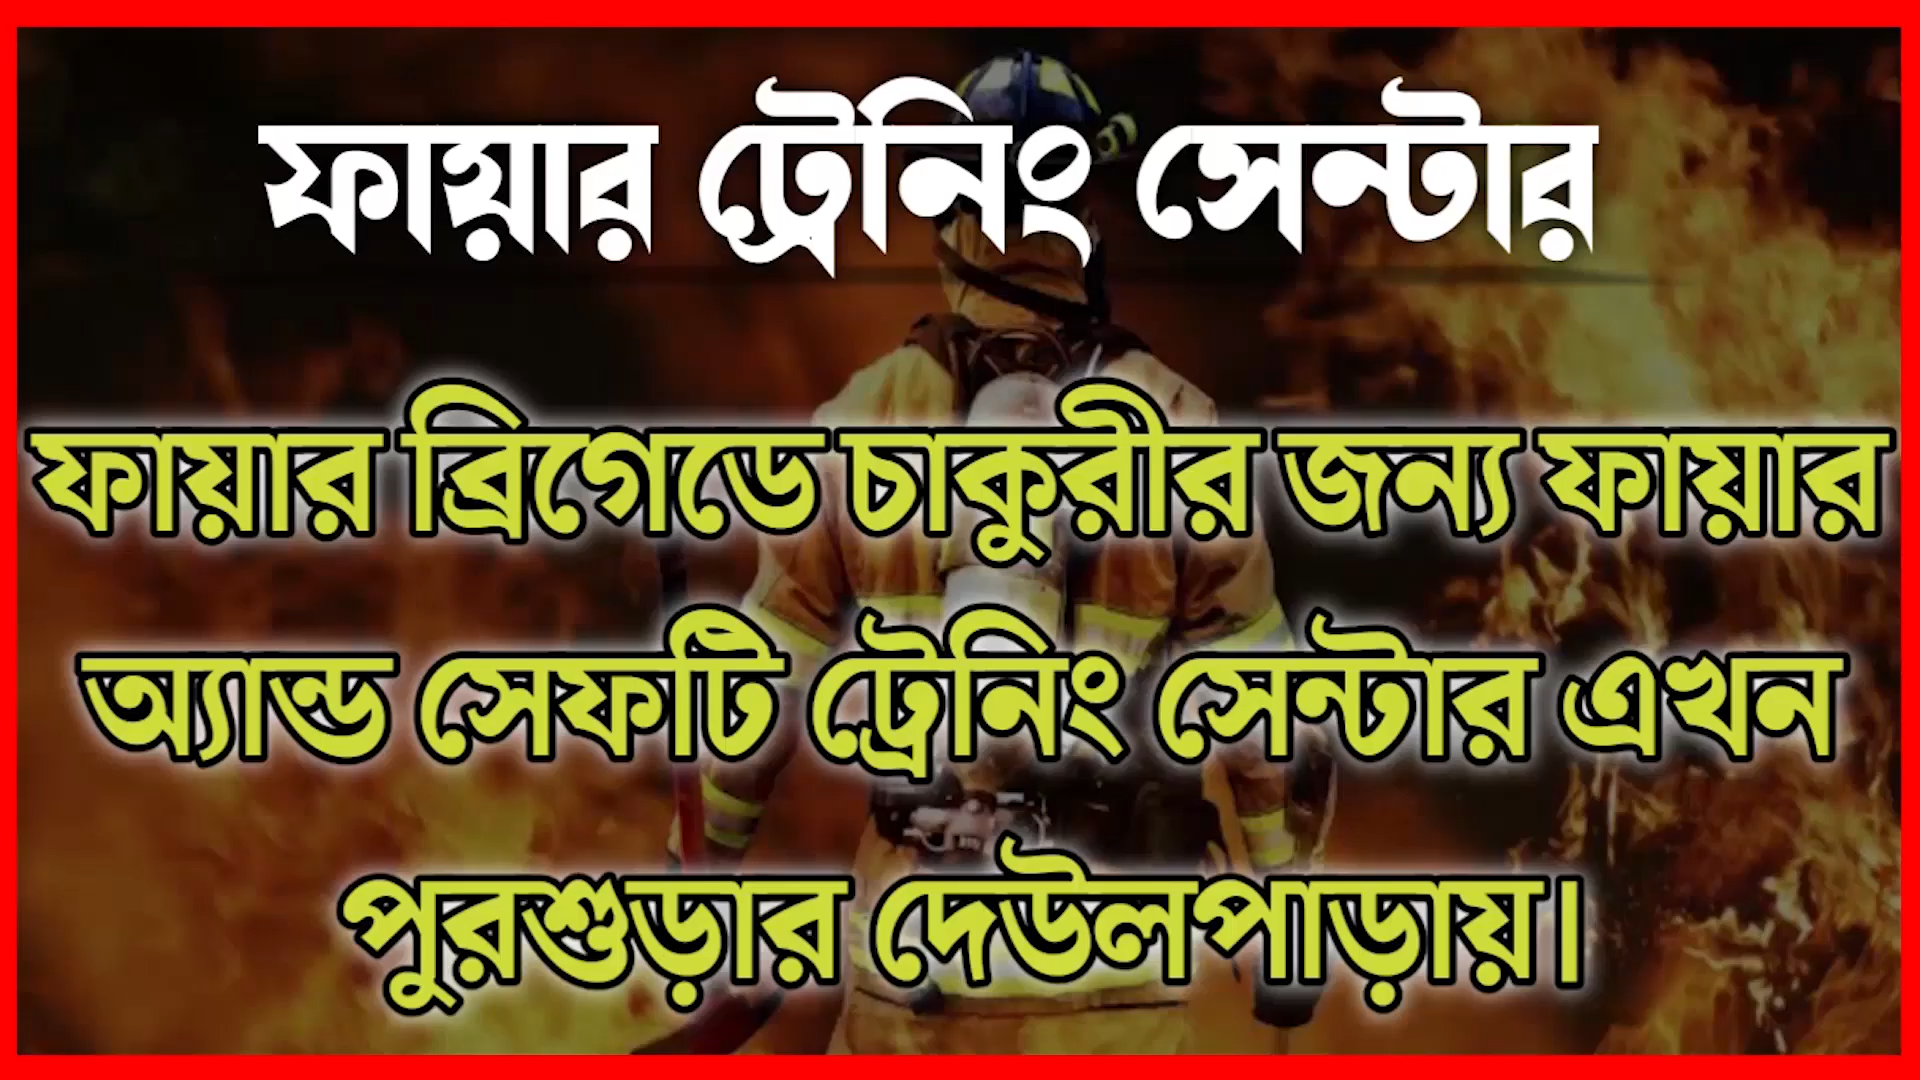 ফায়ার ট্রেনিং সেন্টার
ফায়ার ব্রিগেডে চাকুরীর জন্য ফায়ার
অ্যান্ড সেফটি ট্রেনিং সেন্টার এখন
পুরশুড়ার দেউলপাড়ায়।